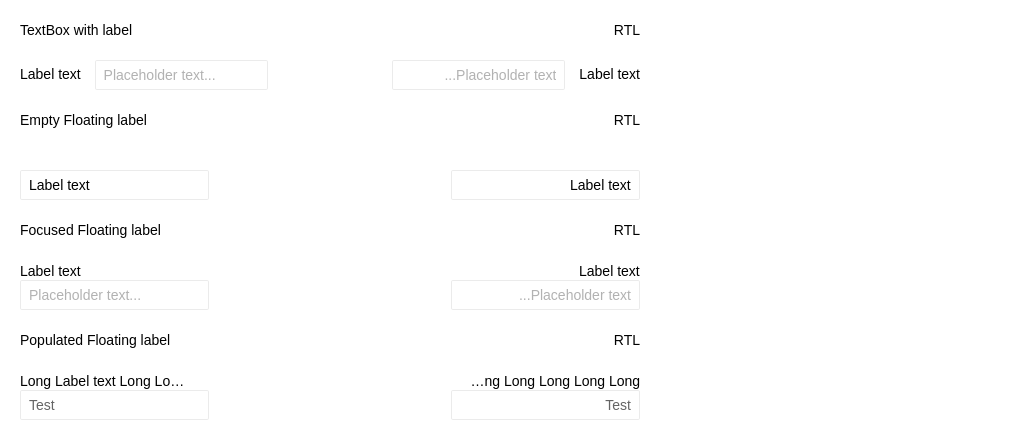 TextBox with label RTL
Label text Placeholder text... ...Placeholder text Label text
Empty Floating label RTL
Label text Label text
Focused Floating label RTL
Label text Label text
Placeholder text... ...Placeholder text
Populated Floating label RTL
Long Label text Long Lo… …ng Long Long Long Long
Test Test